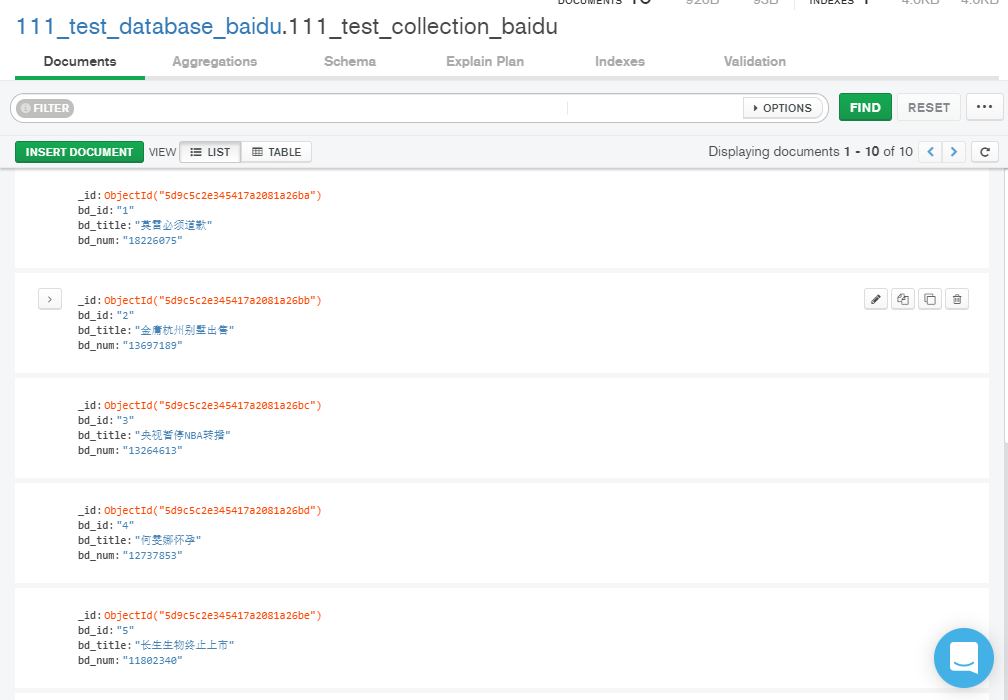 DOCUMENTS 10 926B 93B INDEXES 1 4.0KB 4.0KB
111_test_database_baidu.111_test_collection_baidu
Documents Aggregations Schema Explain Plan Indexes Validation
FILTER OPTIONS FIND RESET ...
INSERT DOCUMENT VIEW LIST TABLE Displaying documents 1 - 10 of 10
_id:ObjectId("5d9c5c2e345417a2081a26ba")
bd_id:"1"
bd_title:"莫雷必须道歉"
bd_num:"18226075"
_id:ObjectId("5d9c5c2e345417a2081a26bb")
bd_id:"2"
bd_title:"金庸杭州别墅出售"
bd_num:"13697189"
_id:ObjectId("5d9c5c2e345417a2081a26bc")
bd_id:"3"
bd_title:"央视暂停NBA转播"
bd_num:"13264613"
_id:ObjectId("5d9c5c2e345417a2081a26bd")
bd_id:"4"
bd_title:"何雯娜怀孕"
bd_num:"12737853"
_id:ObjectId("5d9c5c2e345417a2081a26be")
bd_id:"5"
bd_title:"长生生物终止上市"
bd_num:"11802340"